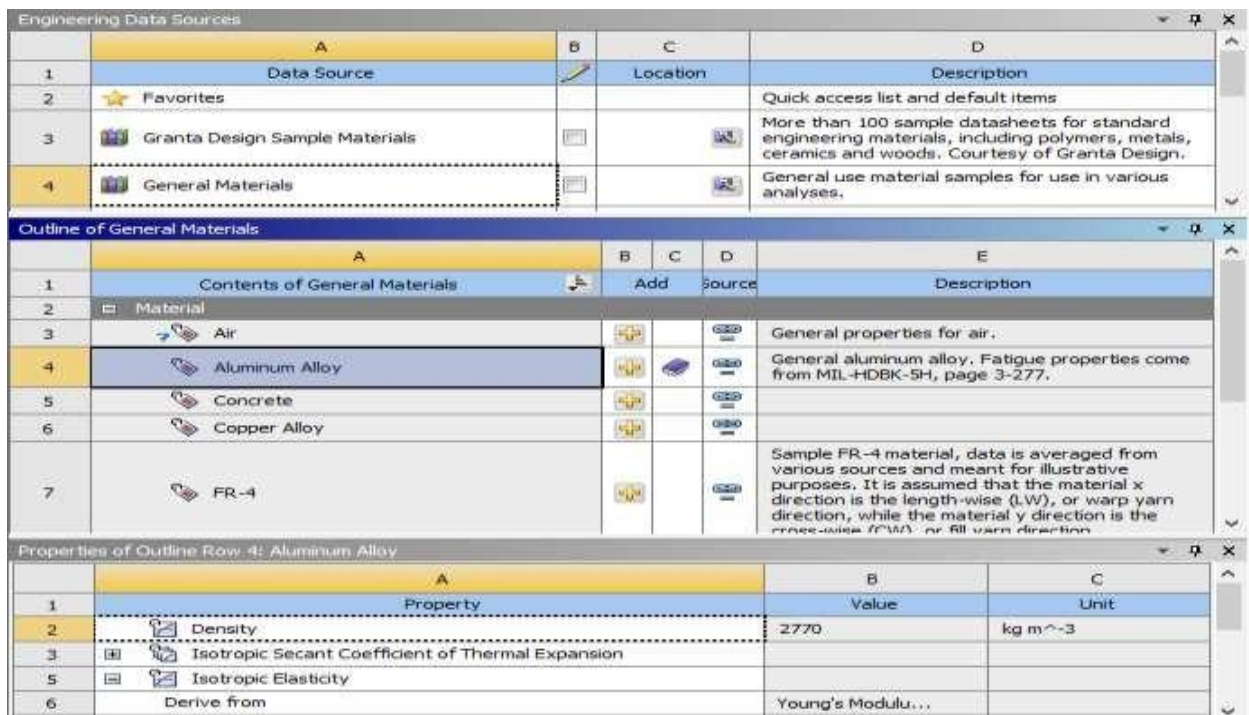 Engineering Data Sources
A B C D
1 Data Source Location Description
2 Favorites Quick access list and default items
3 Granta Design Sample Materials More than 100 sample datasheets for standard
engineering materials, including polymers, metals,
ceramics and woods. Courtesy of Granta Design.
4 General Materials General use material samples for use in various
analyses.
Outline of General Materials
A B C D E
1 Contents of General Materials Add Source Description
2 Material
3 Air General properties for air.
4 Aluminum Alloy General aluminum alloy. Fatigue properties come
from MIL-HDBK-5H, page 3-277.
5 Concrete
6 Copper Alloy
7 FR-4 Sample FR-4 material, data is averaged from
various sources and meant for illustrative
purposes. It is assumed that the material x
direction is the length-wise (LW), or warp yarn
direction, while the material y direction is the
cross-wise (CW), or fill yarn direction
Properties of Outline Row 4: Aluminum Alloy
A B C
1 Property Value Unit
2 Density 2770 kg m^-3
3 Isotropic Secant Coefficient of Thermal Expansion
5 Isotropic Elasticity
6 Derive from Young's Modulu...